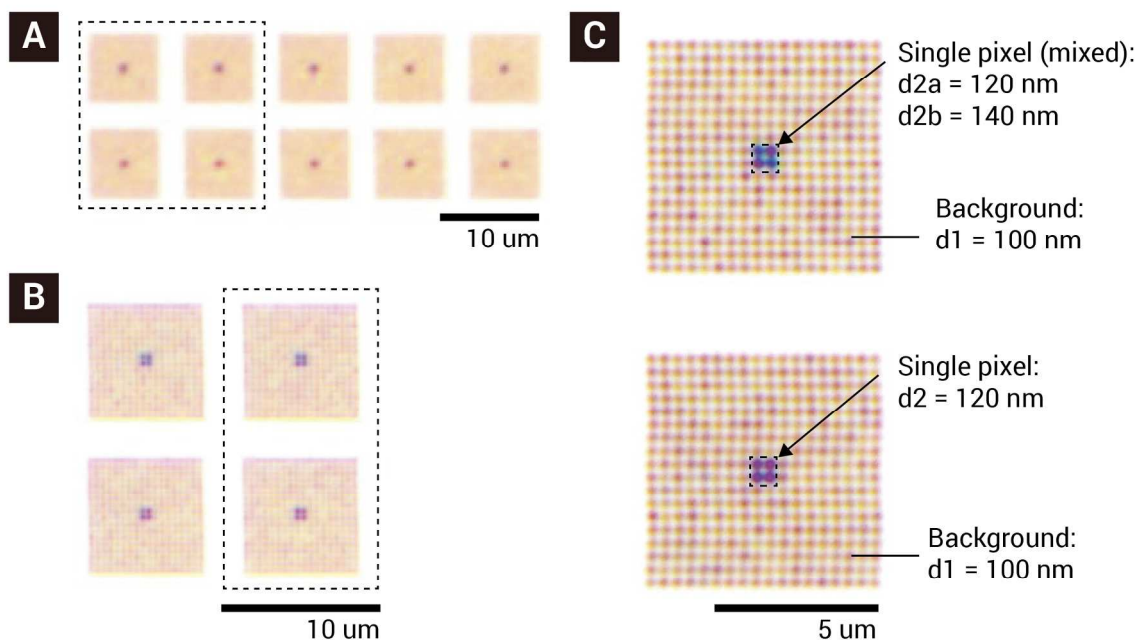 A
10 um
B
10 um
C
Single pixel (mixed):
d2a = 120 nm
d2b = 140 nm
Background:
d1 = 100 nm
Single pixel:
d2 = 120 nm
Background:
d1 = 100 nm
5 um